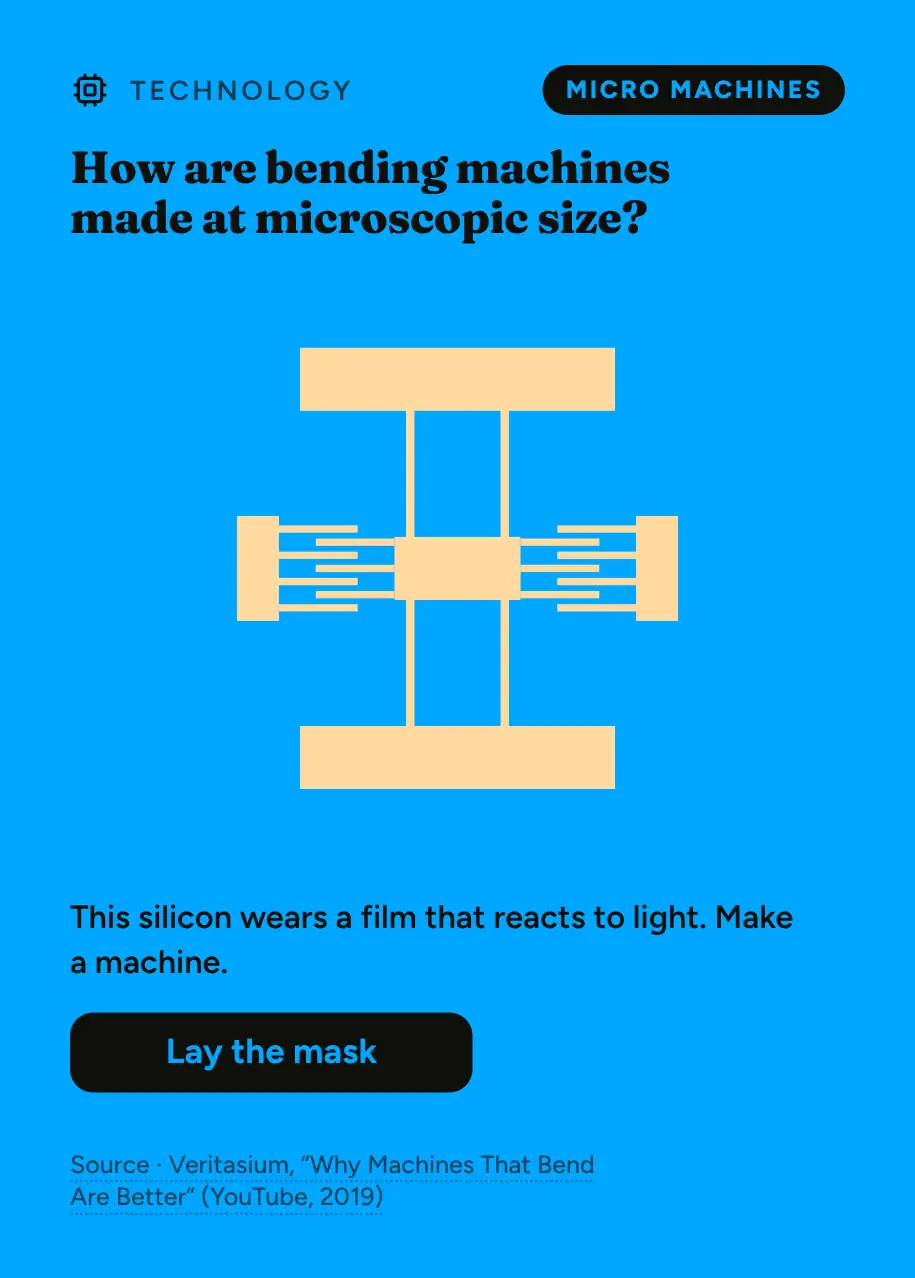 TECHNOLOGY
MICRO MACHINES
How are bending machines
made at microscopic size?
This silicon wears a film that reacts to light. Make
a machine.
Lay the mask
Source · Veritasium, “Why Machines That Bend
Are Better” (YouTube, 2019)